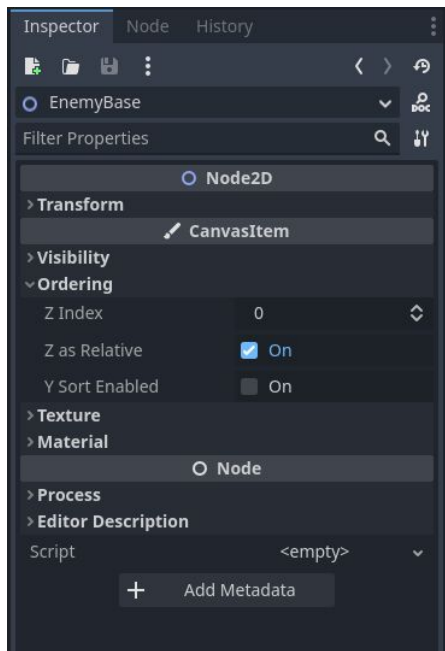 Inspector Node History
EnemyBase
DOC
Filter Properties
Node2D
Transform
CanvasItem
Visibility
Ordering
Z Index 0
Z as Relative On
Y Sort Enabled On
Texture
Material
Node
Process
Editor Description
Script <empty>
Add Metadata